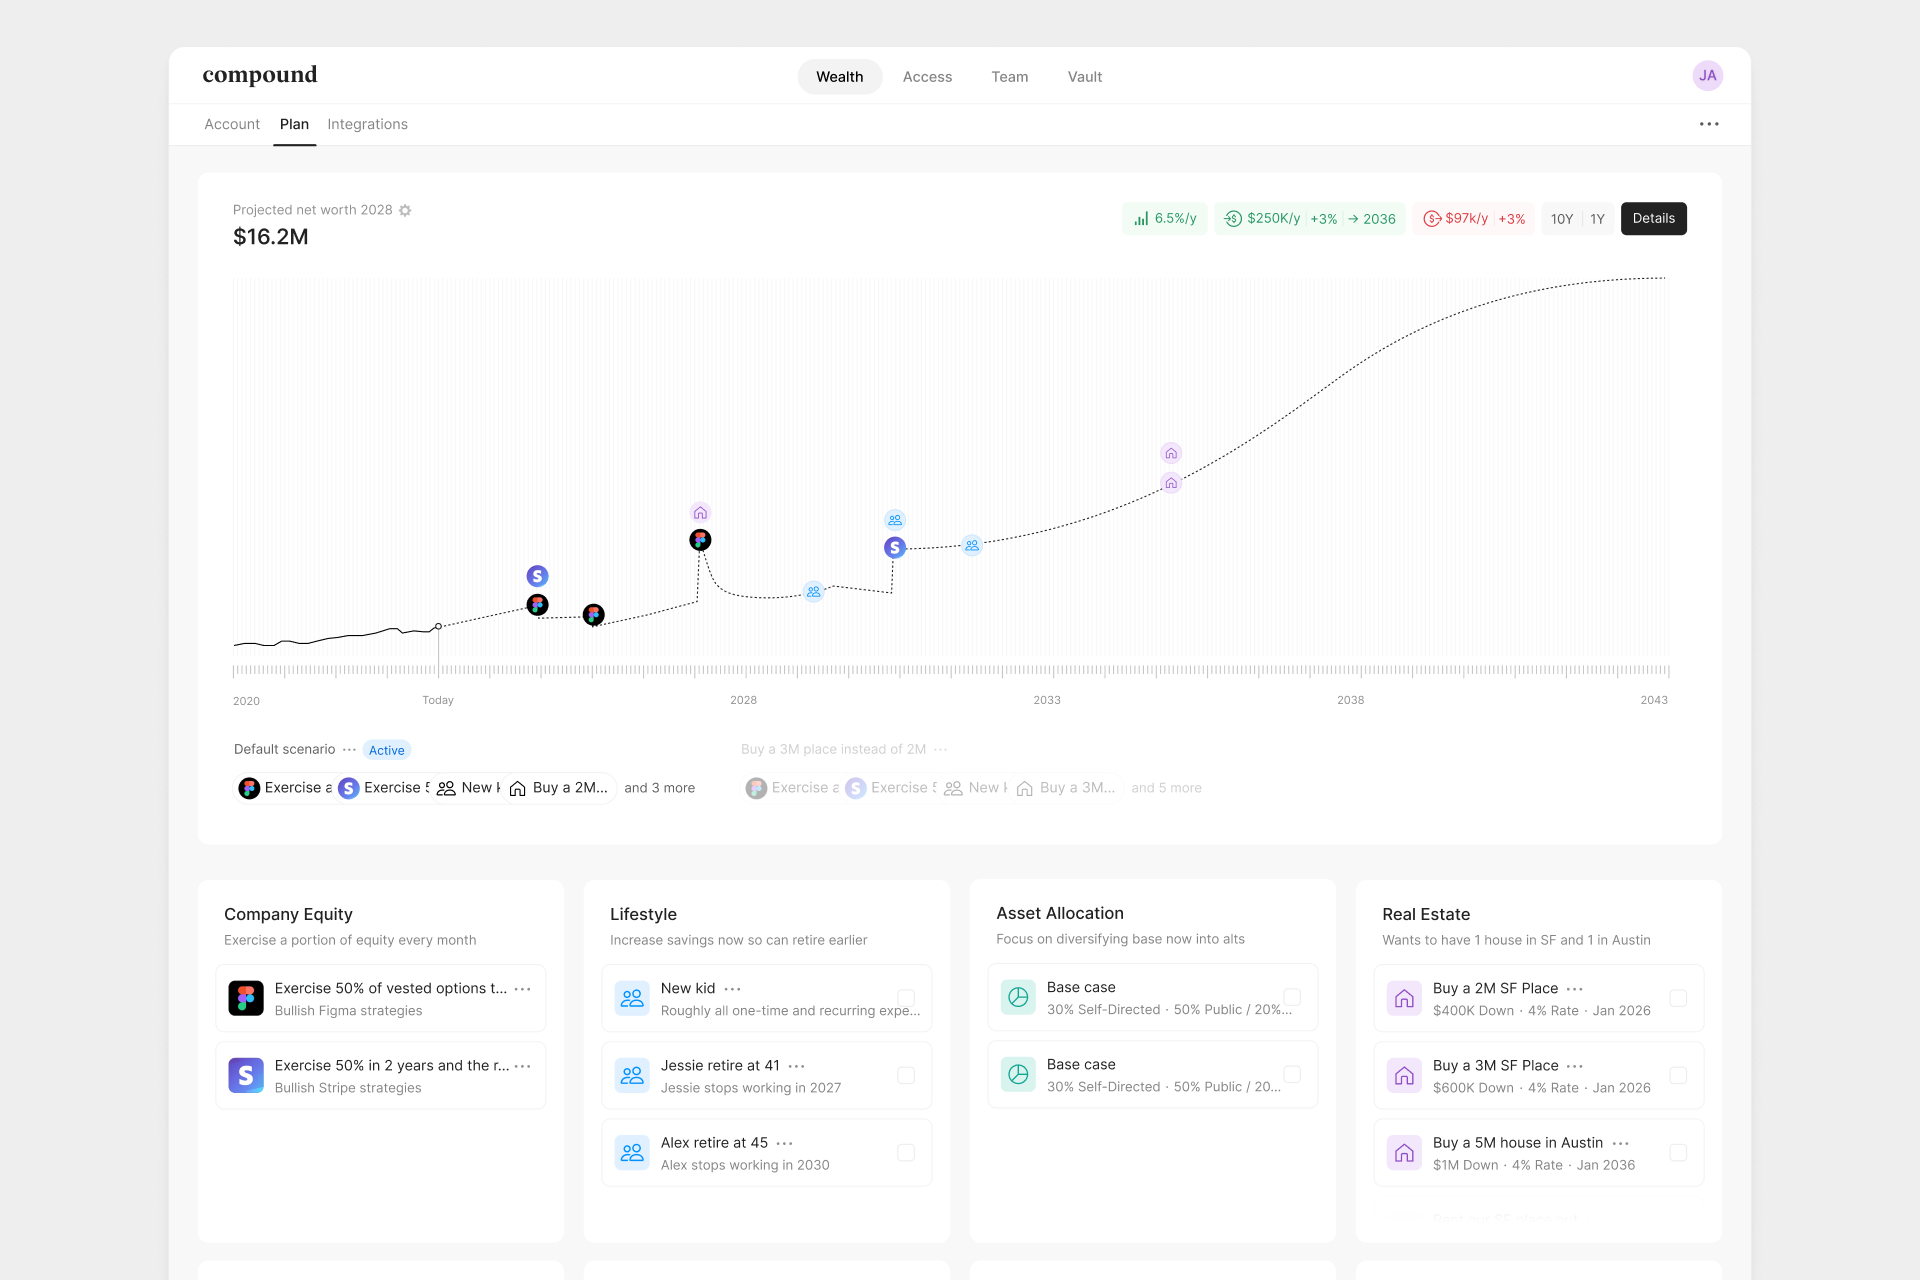 compound
Wealth
Access
Team
Vault
JA
Account
Plan
Integrations
Projected net worth 2028
$16.2M
6.5%/y
$250K/y +3% → 2036
$97k/y +3%
10Y 1Y
Details
2020
Today
2028
2033
2038
2043
Default scenario ··· Active
Buy a 3M place instead of 2M ···
Exercise
Exercise
New
Buy a 2M...
and 3 more
Exercise
Exercise
New
Buy a 3M...
and 5 more
Company Equity
Exercise a portion of equity every month
Exercise 50% of vested options t... ···
Bullish Figma strategies
Exercise 50% in 2 years and the r... ···
Bullish Stripe strategies
Lifestyle
Increase savings now so can retire earlier
New kid ···
Roughly all one-time and recurring expe...
Jessie retire at 41 ···
Jessie stops working in 2027
Alex retire at 45 ···
Alex stops working in 2030
Asset Allocation
Focus on diversifying base now into alts
Base case
30% Self-Directed · 50% Public / 20%...
Base case
30% Self-Directed · 50% Public / 20...
Real Estate
Wants to have 1 house in SF and 1 in Austin
Buy a 2M SF Place ···
$400K Down · 4% Rate · Jan 2026
Buy a 3M SF Place ···
$600K Down · 4% Rate · Jan 2026
Buy a 5M house in Austin ···
$1M Down · 4% Rate · Jan 2036